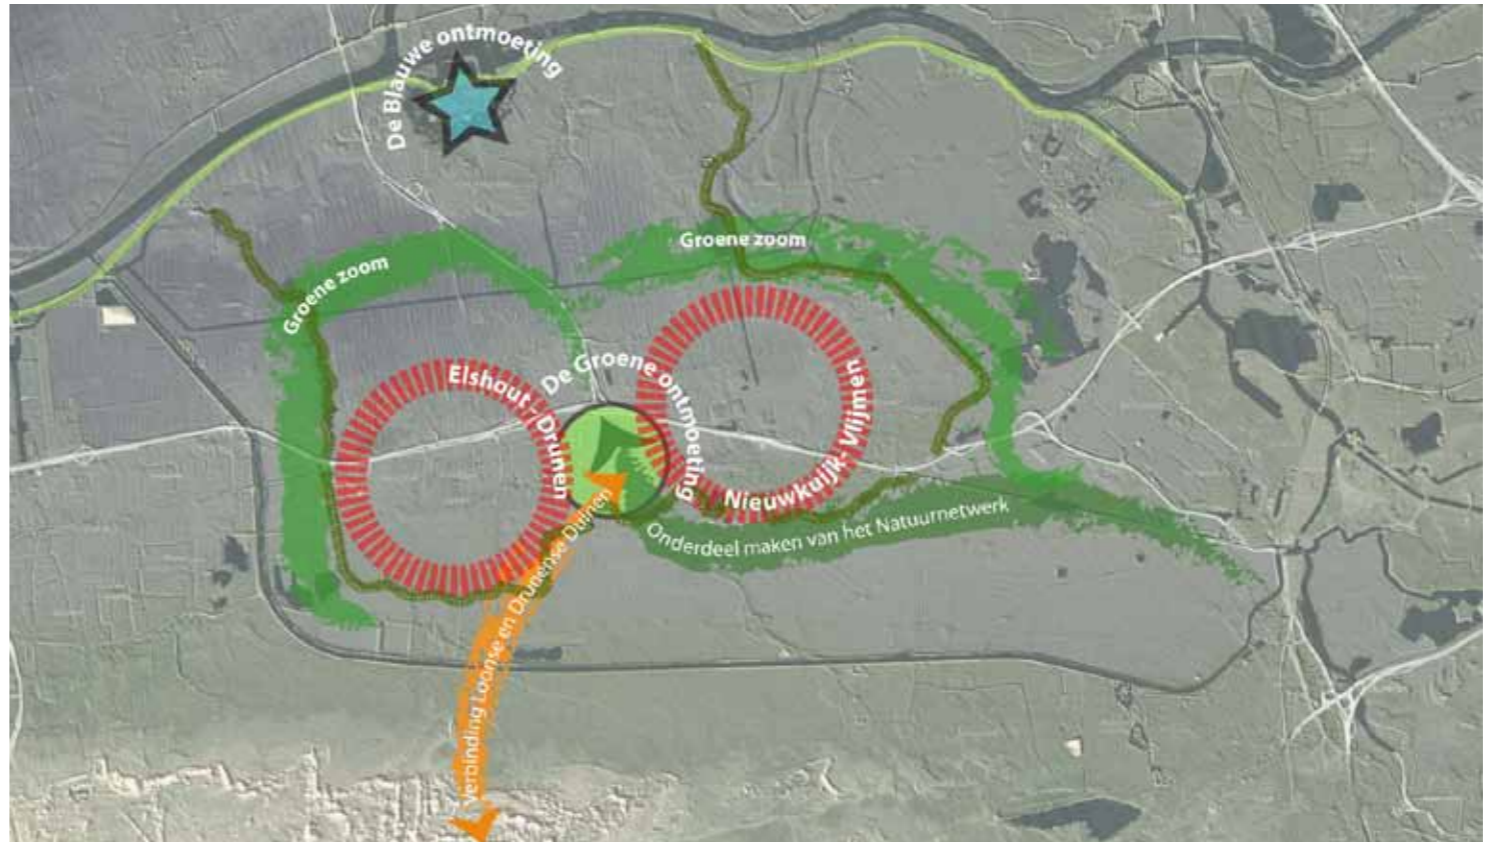 De Blauwe ontmoeting
Groene zoom
Groene zoom
De Groene ontmoeting
Elshout - Drunen
Nieuwkuijk- Vlijmen
Onderdeel maken van het Natuurnetwerk
Verbinding Loonse en Drunense Duinen